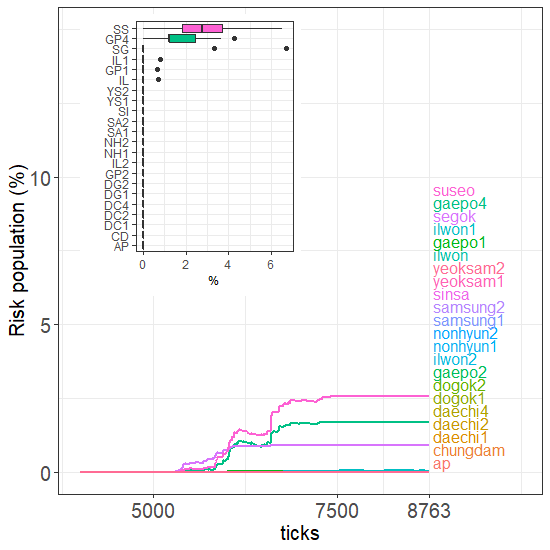 SS
GP4
SG
IL1
GP1
IL
YS2
YS1
SI
SA2
SA1
NH2
NH1
IL2
GP2
DG2
DG1
DC4
DC2
DC1
CD
AP
0 2 4 6
%
Risk population (%)
10
5
0
suseo
gaepo4
segok
ilwon1
gaepo1
ilwon
yeoksam2
yeoksam1
sinsa
samsung2
samsung1
nonhyun2
nonhyun1
ilwon2
gaepo2
dogok2
dogok1
daechi4
daechi2
daechi1
chungdam
ap
5000 7500 8763
ticks